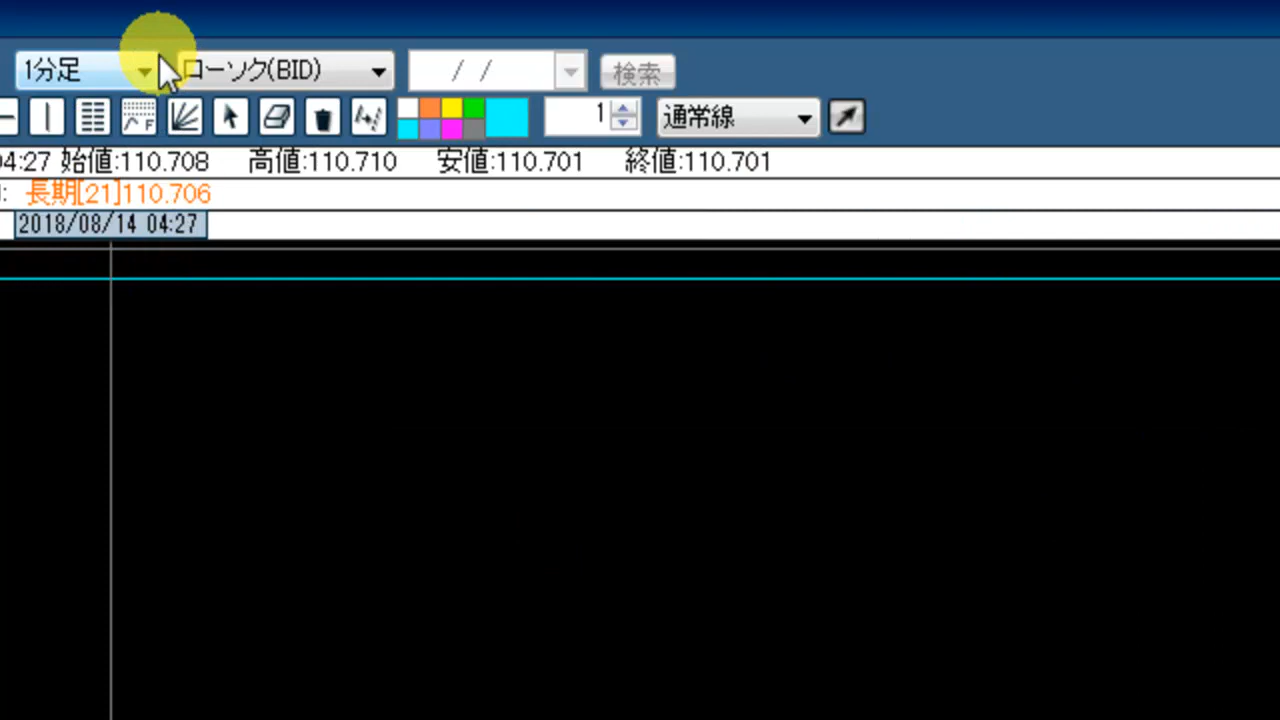 1分足 ローソク(BID) / / 検索
F 1 通常線
04:27 始値:110.708 高値:110.710 安値:110.701 終値:110.701
: 長期[21]110.706
2018/08/14 04:27